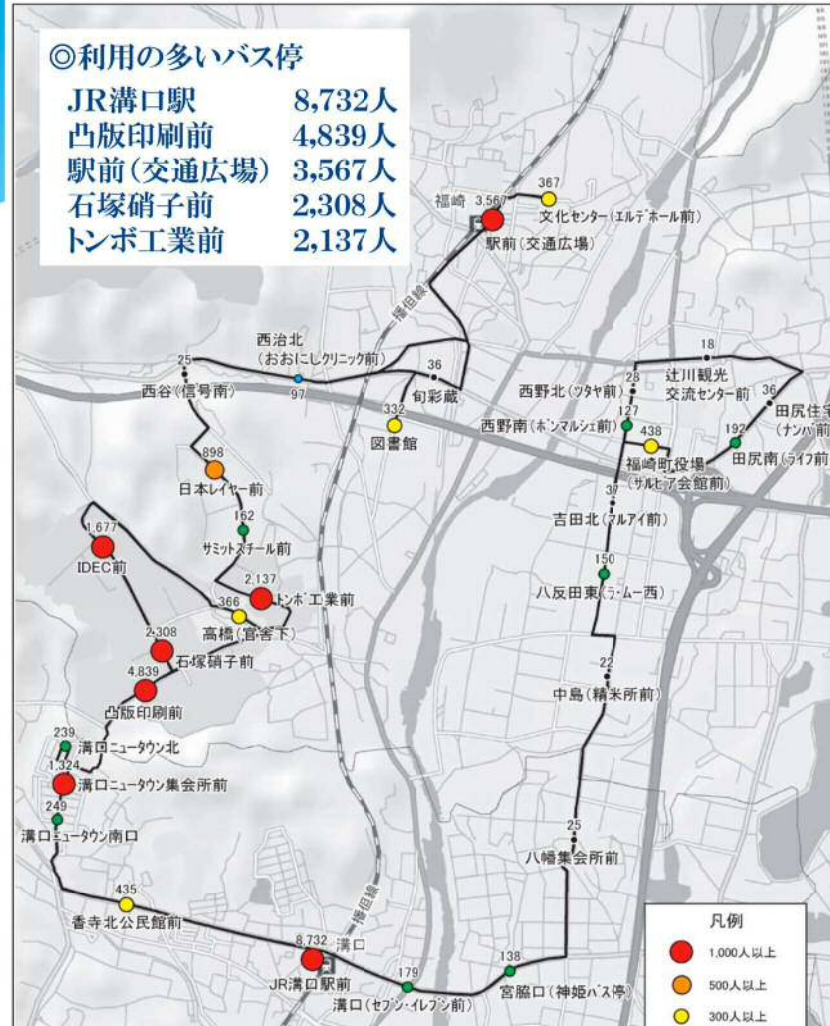 ◎利用の多いバス停
JR溝口駅 8,732人
凸版印刷前 4,839人
駅前(交通広場) 3,567人
石塚硝子前 2,308人
トンボ工業前 2,137人
367
福崎 3,567
文化センター(エルデホール前)
駅前(交通広場)
播但線
西治北
(おおにしクリニック前)
25
西谷(信号南)
97
36
旬彩蔵
332
図書館
18
辻川観光
交流センター前
西野北(ツタヤ前)
28
36
田尻住宅
(ナンバ前
西野南(ボンマルシェ前)
127
438
192
田尻南(ライフ前
福崎町役場
(サルビア会館前)
898
日本レイヤー前
37
吉田北(マルアイ前)
162
サミットスチール前
1,677
IDEC前
150
八反田東(ラ・ムー西)
2,137
トンボ工業前
366
高橋(官舎下)
2,308
石塚硝子前
22
中島(精米所前)
4,839
凸版印刷前
239
溝口ニュータウン北
1,324
溝口ニュータウン集会所前
249
溝口ニュータウン南口
25
八幡集会所前
435
香寺北公民館前
播但線
8,732
溝口
JR溝口駅前
179
溝口(セブン-イレブン前)
138
宮脇口(神姫バス停)
凡例
1,000人以上
500人以上
300人以上